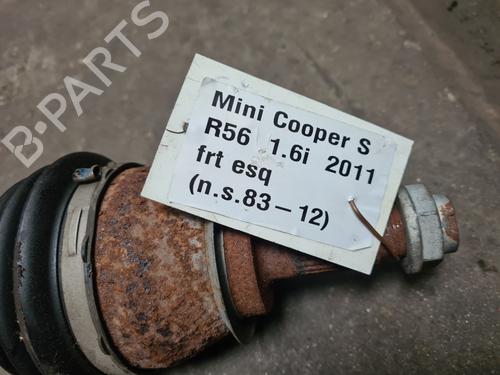 B-PARTS
Mini Cooper S
R56 1.6i 2011
frt esq
(n.s.83-12)